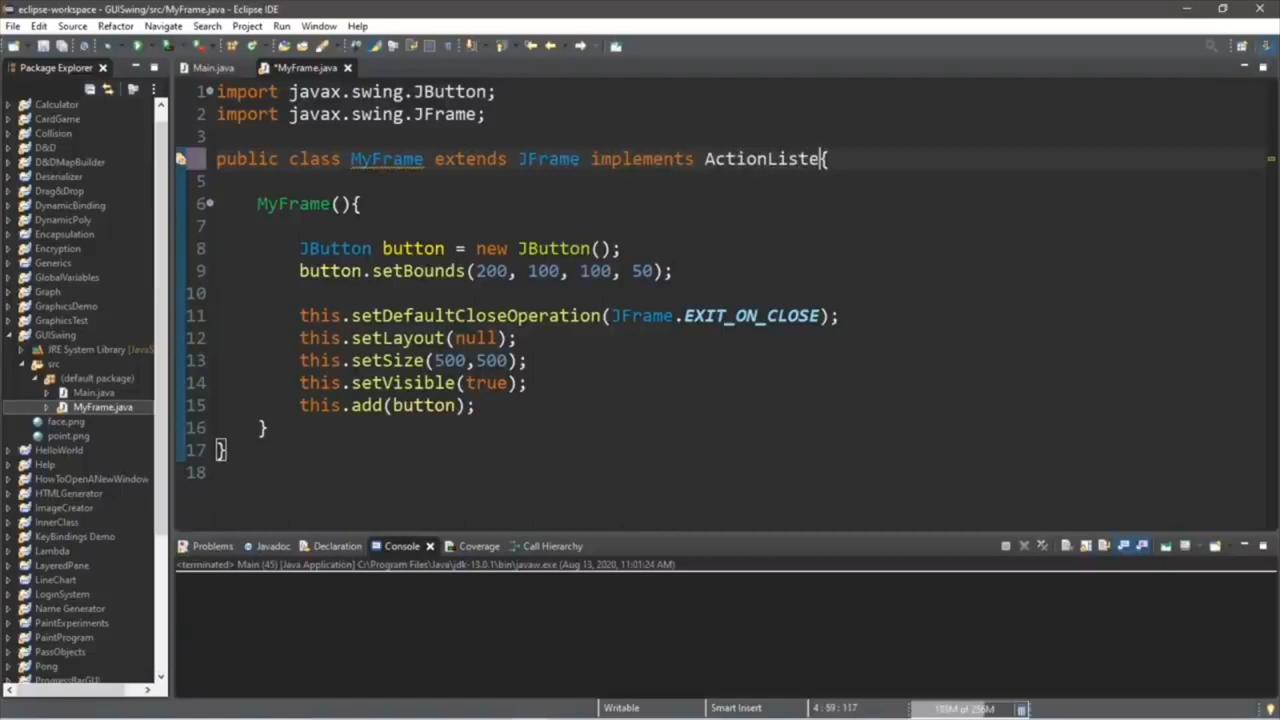 eclipse-workspace - GUISwing/src/MyFrame.java - Eclipse IDE
File Edit Source Refactor Navigate Search Project Run Window Help
Package Explorer
Main.java *MyFrame.java
Calculator
CardGame
Collision
D&D
D&DMapBuilder
Deserializer
Drag&Drop
DynamicBinding
DynamicPoly
Encapsulation
Encryption
Generics
GlobalVariables
Graph
GraphicsDemo
GraphicsTest
GUISwing
JRE System Library [JavaS
src
(default package)
Main.java
MyFrame.java
face.png
point.png
HelloWorld
Help
HowToOpenANewWindow
HTMLGenerator
ImageCreator
InnerClass
KeyBindings Demo
Lambda
LayeredPane
LineChart
LoginSystem
Name Generator
PaintExperiments
PaintProgram
PassObjects
Pong
ProgressBarGUI
1 import javax.swing.JButton;
2 import javax.swing.JFrame;
3
public class MyFrame extends JFrame implements ActionListe{
5
6 MyFrame(){
7
8 JButton button = new JButton();
9 button.setBounds(200, 100, 100, 50);
10
11 this.setDefaultCloseOperation(JFrame.EXIT_ON_CLOSE);
12 this.setLayout(null);
13 this.setSize(500,500);
14 this.setVisible(true);
15 this.add(button);
16 }
17 }
18
Problems Javadoc Declaration Console Coverage Call Hierarchy
<terminated> Main (45) [Java Application] C:\Program Files\Java\jdk-13.0.1\bin\javaw.exe (Aug 13, 2020, 11:01:24 AM)
Writable Smart Insert 4 : 59 : 117 of 256M